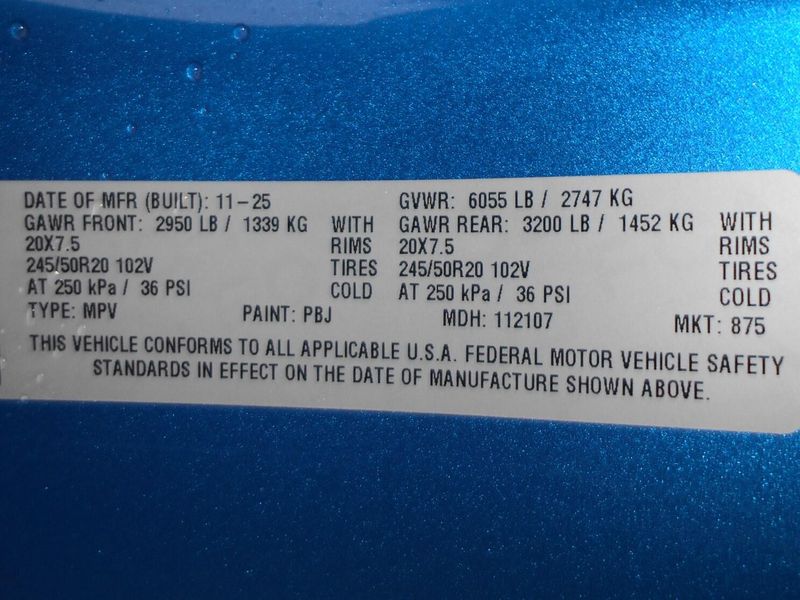 DATE OF MFR (BUILT): 11-25 GVWR: 6055 LB / 2747 KG
GAWR FRONT: 2950 LB / 1339 KG WITH GAWR REAR: 3200 LB / 1452 KG WITH
20X7.5 RIMS 20X7.5 RIMS
245/50R20 102V TIRES 245/50R20 102V TIRES
AT 250 kPa / 36 PSI COLD AT 250 kPa / 36 PSI COLD
TYPE: MPV PAINT: PBJ MDH: 112107 MKT: 875
THIS VEHICLE CONFORMS TO ALL APPLICABLE U.S.A. FEDERAL MOTOR VEHICLE SAFETY
STANDARDS IN EFFECT ON THE DATE OF MANUFACTURE SHOWN ABOVE.